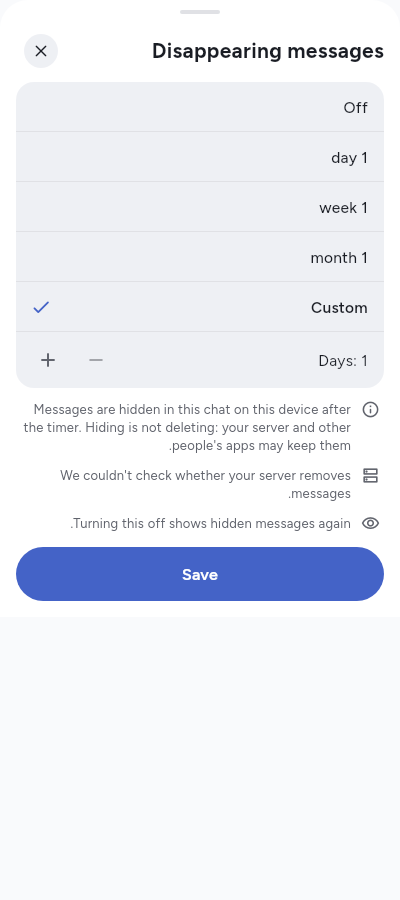 Disappearing messages
Off
day 1
week 1
month 1
Custom
Days: 1
Messages are hidden in this chat on this device after
the timer. Hiding is not deleting: your server and other
.people's apps may keep them
We couldn't check whether your server removes
.messages
.Turning this off shows hidden messages again
Save